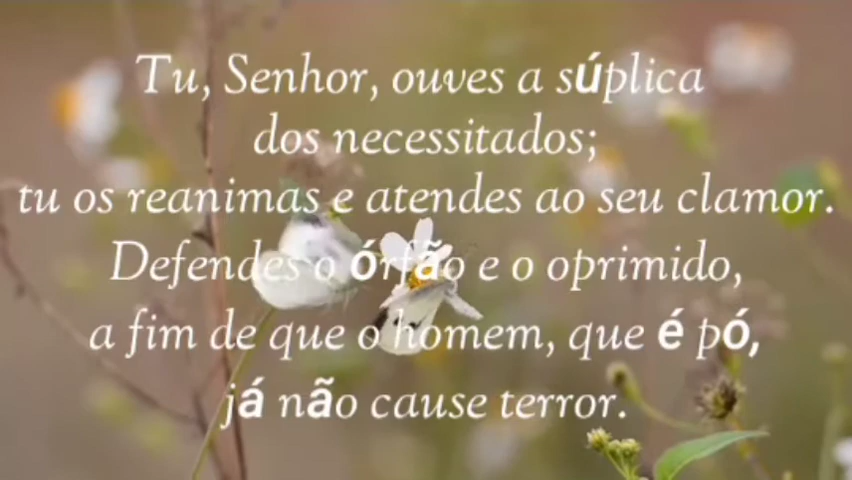 Tu, Senhor, ouves a súplica
dos necessitados;
tu os reanimas e atendes ao seu clamor.
Defendes o órfão e o oprimido,
a fim de que o homem, que é pó,
já não cause terror.